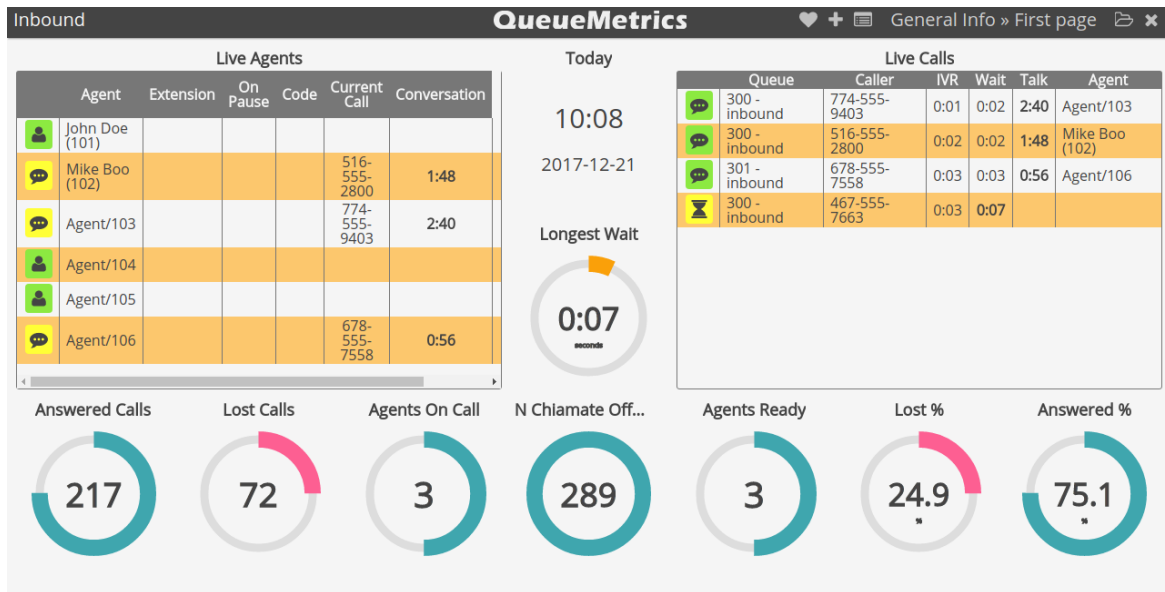 Inbound
QueueMetrics
General Info » First page
Live Agents
Agent Extension On Pause Code Current Call Conversation
John Doe (101)
Mike Boo (102) 516-555-2800 1:48
Agent/103 774-555-9403 2:40
Agent/104
Agent/105
Agent/106 678-555-7558 0:56
Today
10:08
2017-12-21
Longest Wait
0:07
seconds
Live Calls
Queue Caller IVR Wait Talk Agent
300 - inbound 774-555-9403 0:01 0:02 2:40 Agent/103
300 - inbound 516-555-2800 0:02 0:02 1:48 Mike Boo (102)
301 - inbound 678-555-7558 0:03 0:03 0:56 Agent/106
300 - inbound 467-555-7663 0:03 0:07
Answered Calls
217
Lost Calls
72
Agents On Call
3
N Chiamate Off...
289
Agents Ready
3
Lost %
24.9
%
Answered %
75.1
%